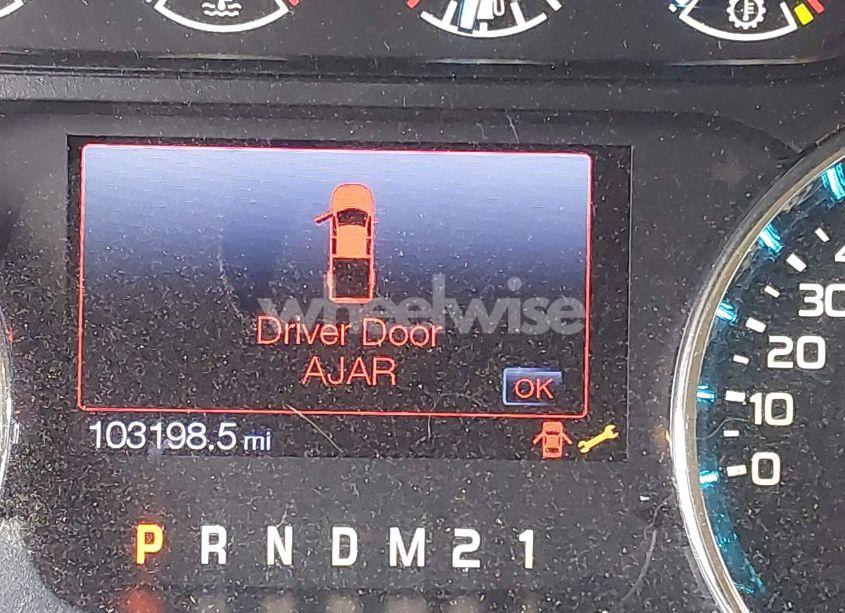 wheelwise
Driver Door
AJAR
OK
103198.5 mi
P R N D M 2 1
30
20
10
0